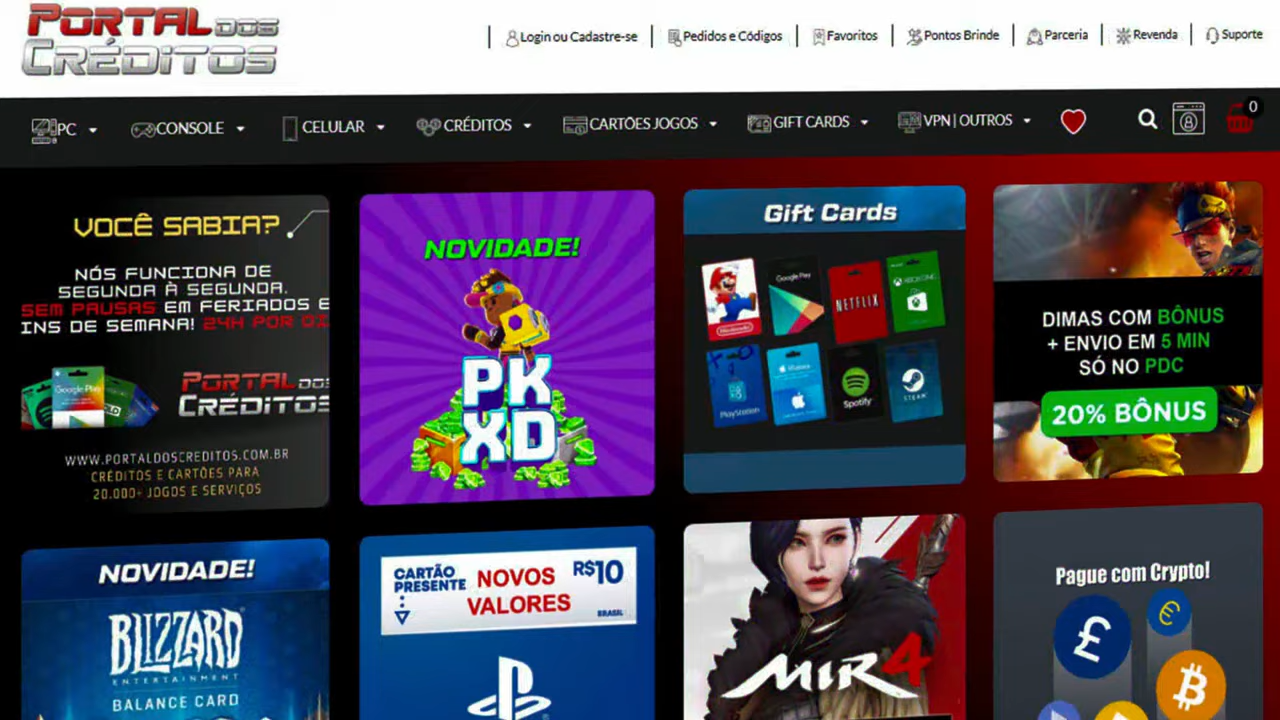 PORTAL DOS
CRÉDITOS
Login ou Cadastre-se
Pedidos e Códigos
Favoritos
Pontos Brinde
Parceria
Revenda
Suporte
PC
CONSOLE
CELULAR
CRÉDITOS
CARTÕES JOGOS
GIFT CARDS
VPN | OUTROS
0
VOCÊ SABIA?
NÓS FUNCIONA DE
SEGUNDA À SEGUNDA.
SEM PAUSAS EM FERIADOS E
INS DE SEMANA! 24H POR DI
Google Play
PORTAL DOS
CRÉDITOS
WWW.PORTALDOSCREDITOS.COM.BR
CRÉDITOS E CARTÕES PARA
20.000+ JOGOS E SERVIÇOS
NOVIDADE!
PK
XD
Gift Cards
Nintendo
Google Play
NETFLIX
XBOX LIVE
PlayStation
Spotify
STEAM
DIMAS COM BÔNUS
+ ENVIO EM 5 MIN
SÓ NO PDC
20% BÔNUS
NOVIDADE!
BLIZZARD
ENTERTAINMENT
BALANCE CARD
CARTÃO
PRESENTE
NOVOS
VALORES
R$10
BRASIL
MIR4
Pague com Crypto!